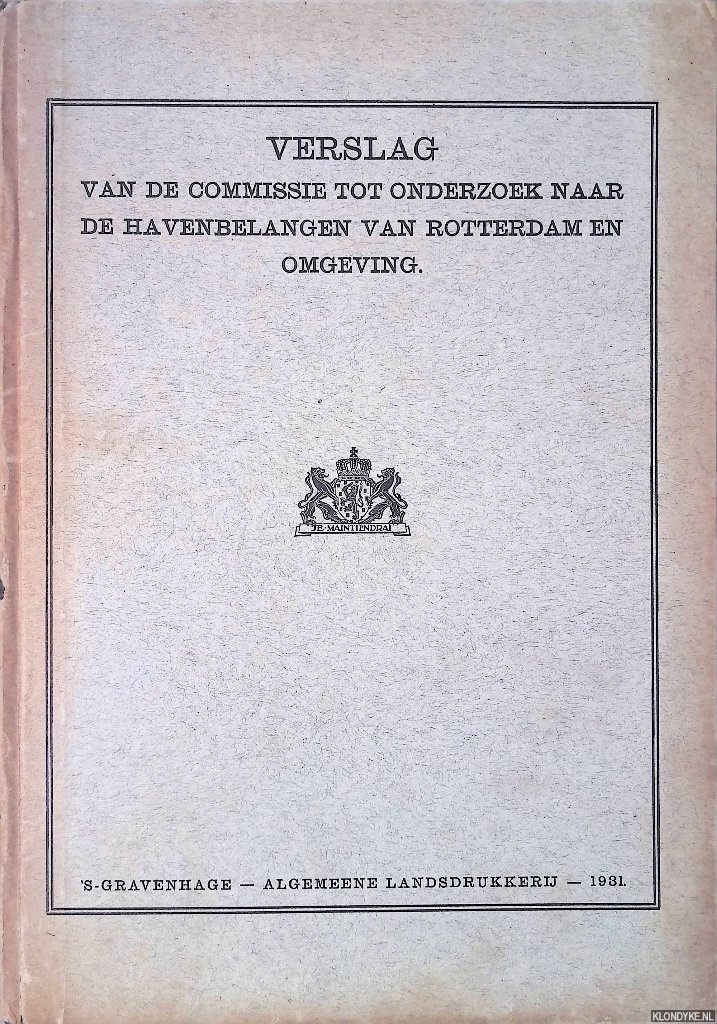 VERSLAG
VAN DE COMMISSIE TOT ONDERZOEK NAAR
DE HAVENBELANGEN VAN ROTTERDAM EN
OMGEVING.
JE·MAINTIENDRAI
'S-GRAVENHAGE — ALGEMEENE LANDSDRUKKERIJ — 1931.
KLONDYKE.NL